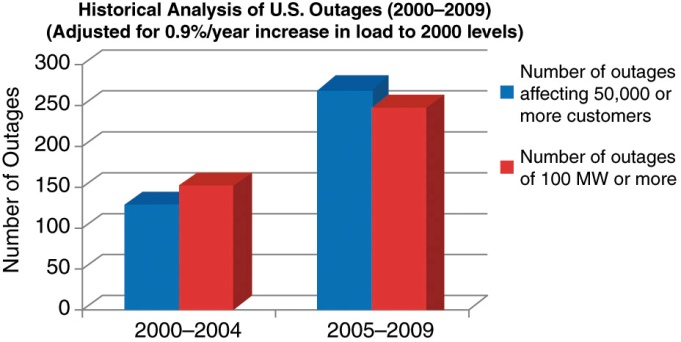 Historical Analysis of U.S. Outages (2000–2009)
(Adjusted for 0.9%/year increase in load to 2000 levels)
Number of Outages
300
250
200
150
100
50
0
2000–2004
2005–2009
Number of outages
affecting 50,000 or
more customers
Number of outages
of 100 MW or more